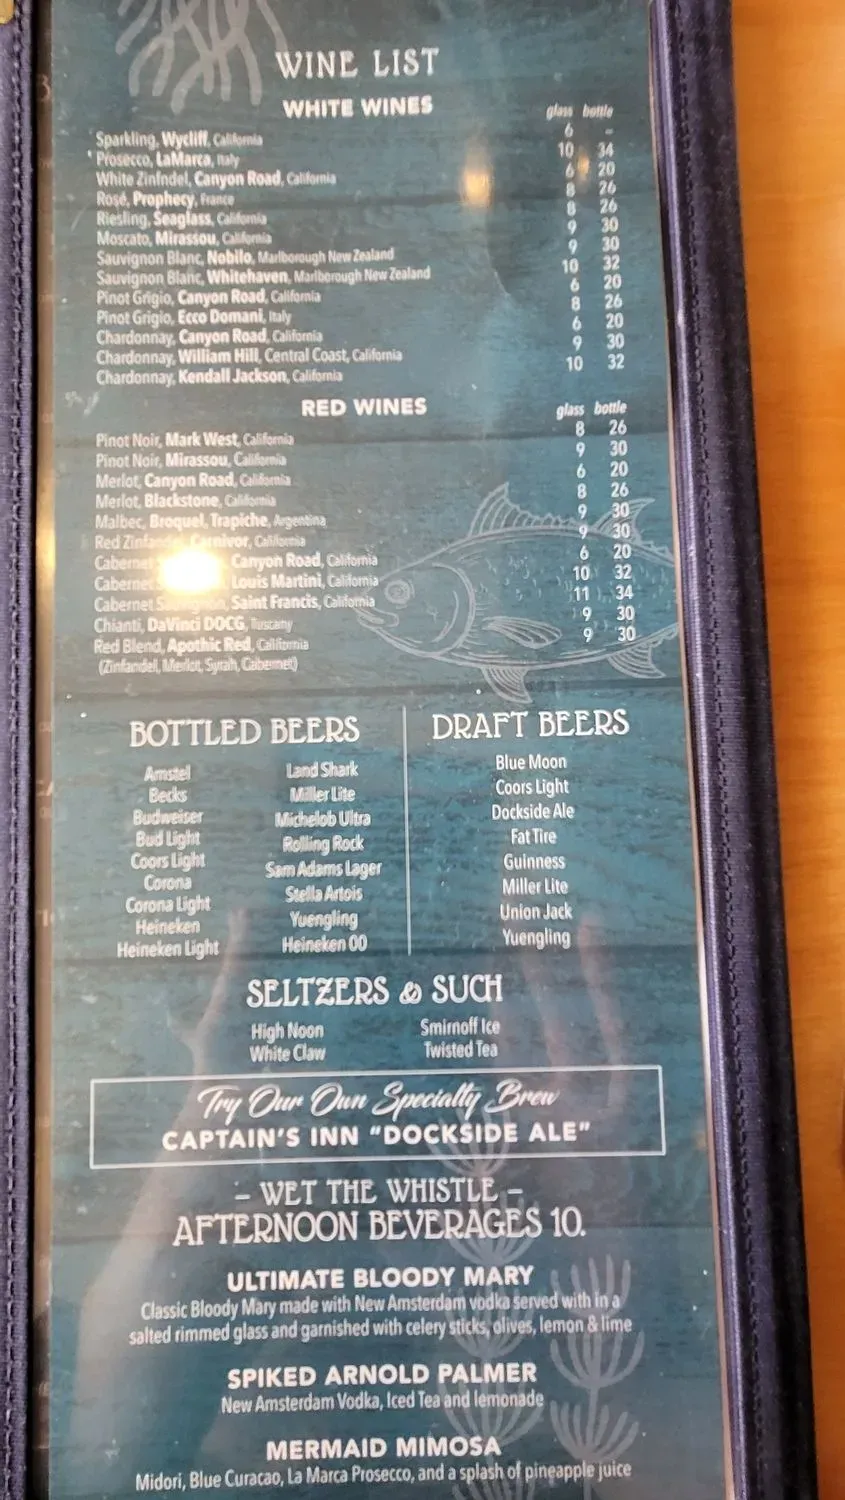 WINE LIST
WHITE WINES glass bottle
Sparkling, Wycliff, California 6 –
Prosecco, LaMarca, Italy 10 34
White Zinfndel, Canyon Road, California 6 20
Rosé, Prophecy, France 8 26
Riesling, Seaglass, California 8 26
Moscato, Mirassou, California 9 30
Sauvignon Blanc, Nobilo, Marlborough New Zealand 9 30
Sauvignon Blanc, Whitehaven, Marlborough New Zealand 10 32
Pinot Grigio, Canyon Road, California 6 20
Pinot Grigio, Ecco Domani, Italy 8 26
Chardonnay, Canyon Road, California 6 20
Chardonnay, William Hill, Central Coast, California 9 30
Chardonnay, Kendall Jackson, California 10 32
RED WINES glass bottle
Pinot Noir, Mark West, California 8 26
Pinot Noir, Mirassou, California 9 30
Merlot, Canyon Road, California 6 20
Merlot, Blackstone, California 8 26
Malbec, Broquel, Trapiche, Argentina 9 30
Red Zinfandel, Carnivor, California 9 30
Cabernet Canyon Road, California 6 20
Cabernet Louis Martini, California 10 32
Cabernet Sauvignon, Saint Francis, California 11 34
Chianti, DaVinci DOCG, Tuscany 9 30
Red Blend, Apothic Red, California 9 30
(Zinfandel, Merlot, Syrah, Cabernet)
BOTTLED BEERS
Amstel
Becks
Budweiser
Bud Light
Coors Light
Corona
Corona Light
Heineken
Heineken Light
Land Shark
Miller Lite
Michelob Ultra
Rolling Rock
Sam Adams Lager
Stella Artois
Yuengling
Heineken 00
DRAFT BEERS
Blue Moon
Coors Light
Dockside Ale
Fat Tire
Guinness
Miller Lite
Union Jack
Yuengling
SELTZERS & SUCH
High Noon
White Claw
Smirnoff Ice
Twisted Tea
Try Our Own Specialty Brew
CAPTAIN'S INN "DOCKSIDE ALE"
– WET THE WHISTLE –
AFTERNOON BEVERAGES 10.
ULTIMATE BLOODY MARY
Classic Bloody Mary made with New Amsterdam vodka served with in a
salted rimmed glass and garnished with celery sticks, olives, lemon & lime
SPIKED ARNOLD PALMER
New Amsterdam Vodka, Iced Tea and lemonade
MERMAID MIMOSA
Midori, Blue Curacao, La Marca Prosecco, and a splash of pineapple juice